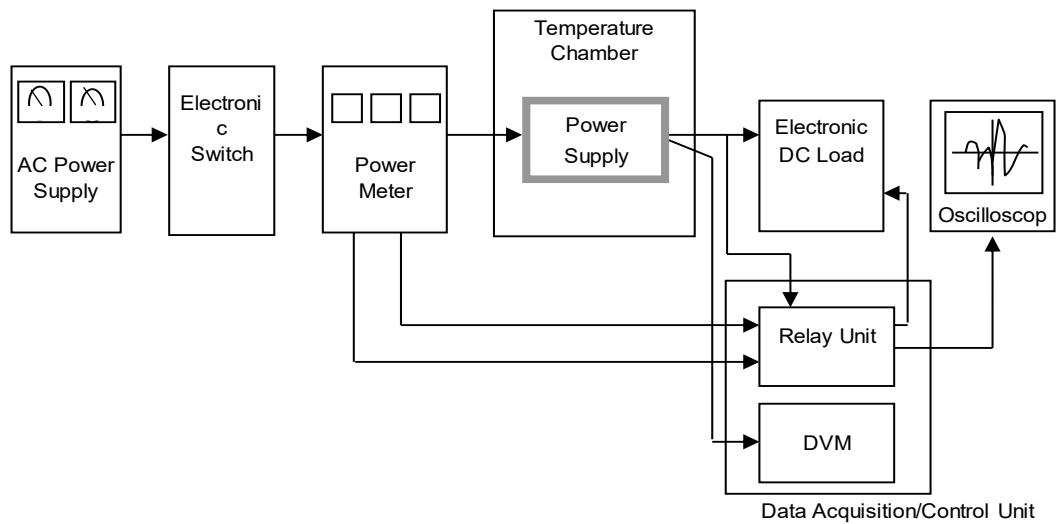 Temperature
Chamber
AC Power
Supply
Electroni
c
Switch
Power
Meter
Power
Supply
Electronic
DC Load
Oscilloscop
Relay Unit
DVM
Data Acquisition/Control Unit